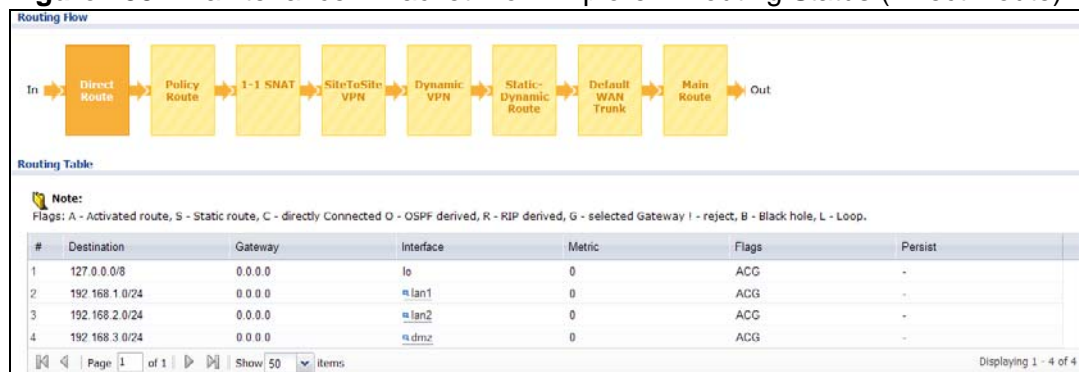 Routing Flow
In
Direct Route
Policy Route
1-1 SNAT
SiteToSite VPN
Dynamic VPN
Static-Dynamic Route
Default WAN Trunk
Main Route
Out
Routing Table
Note:
Flags: A - Activated route, S - Static route, C - directly Connected O - OSPF derived, R - RIP derived, G - selected Gateway ! - reject, B - Black hole, L - Loop.
# Destination Gateway Interface Metric Flags Persist
1 127.0.0.0/8 0.0.0.0 lo 0 ACG -
2 192.168.1.0/24 0.0.0.0 lan1 0 ACG -
3 192.168.2.0/24 0.0.0.0 lan2 0 ACG -
4 192.168.3.0/24 0.0.0.0 dmz 0 ACG -
Page 1 of 1 Show 50 items Displaying 1 - 4 of 4